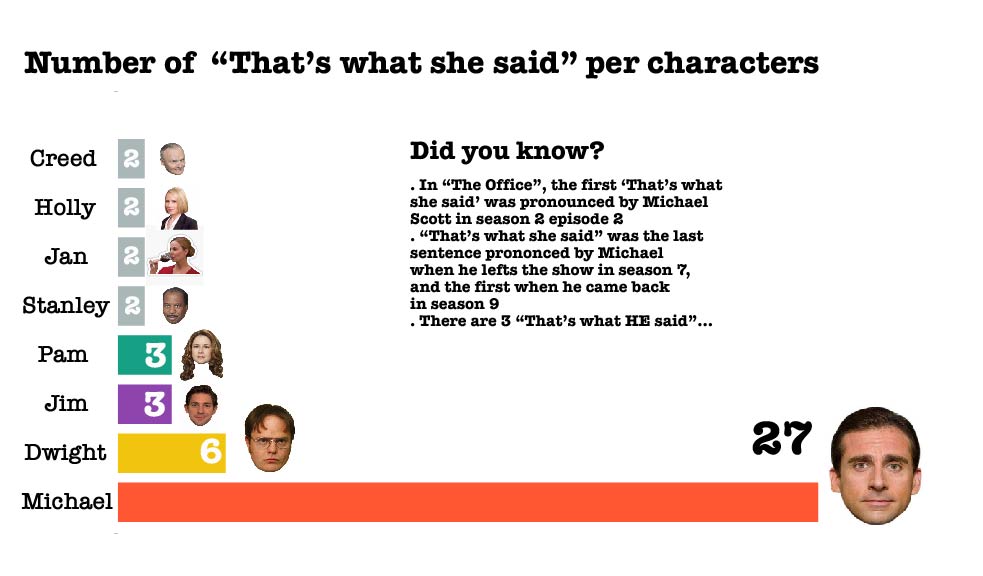 Number of “That’s what she said” per characters
Creed 2
Holly 2
Jan 2
Stanley 2
Pam 3
Jim 3
Dwight 6
Michael 27
Did you know?
. In “The Office”, the first ‘That’s what
she said’ was pronounced by Michael
Scott in season 2 episode 2
. “That’s what she said” was the last
sentence prononced by Michael
when he lefts the show in season 7,
and the first when he came back
in season 9
. There are 3 “That’s what HE said”...